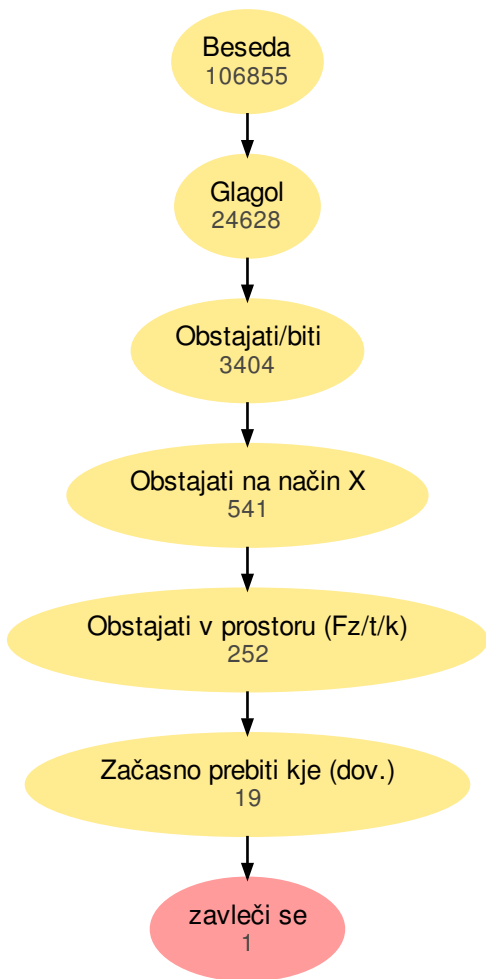 Beseda
106855
Glagol
24628
Obstajati/biti
3404
Obstajati na način X
541
Obstajati v prostoru (Fz/t/k)
252
Začasno prebiti kje (dov.)
19
zavleči se
1